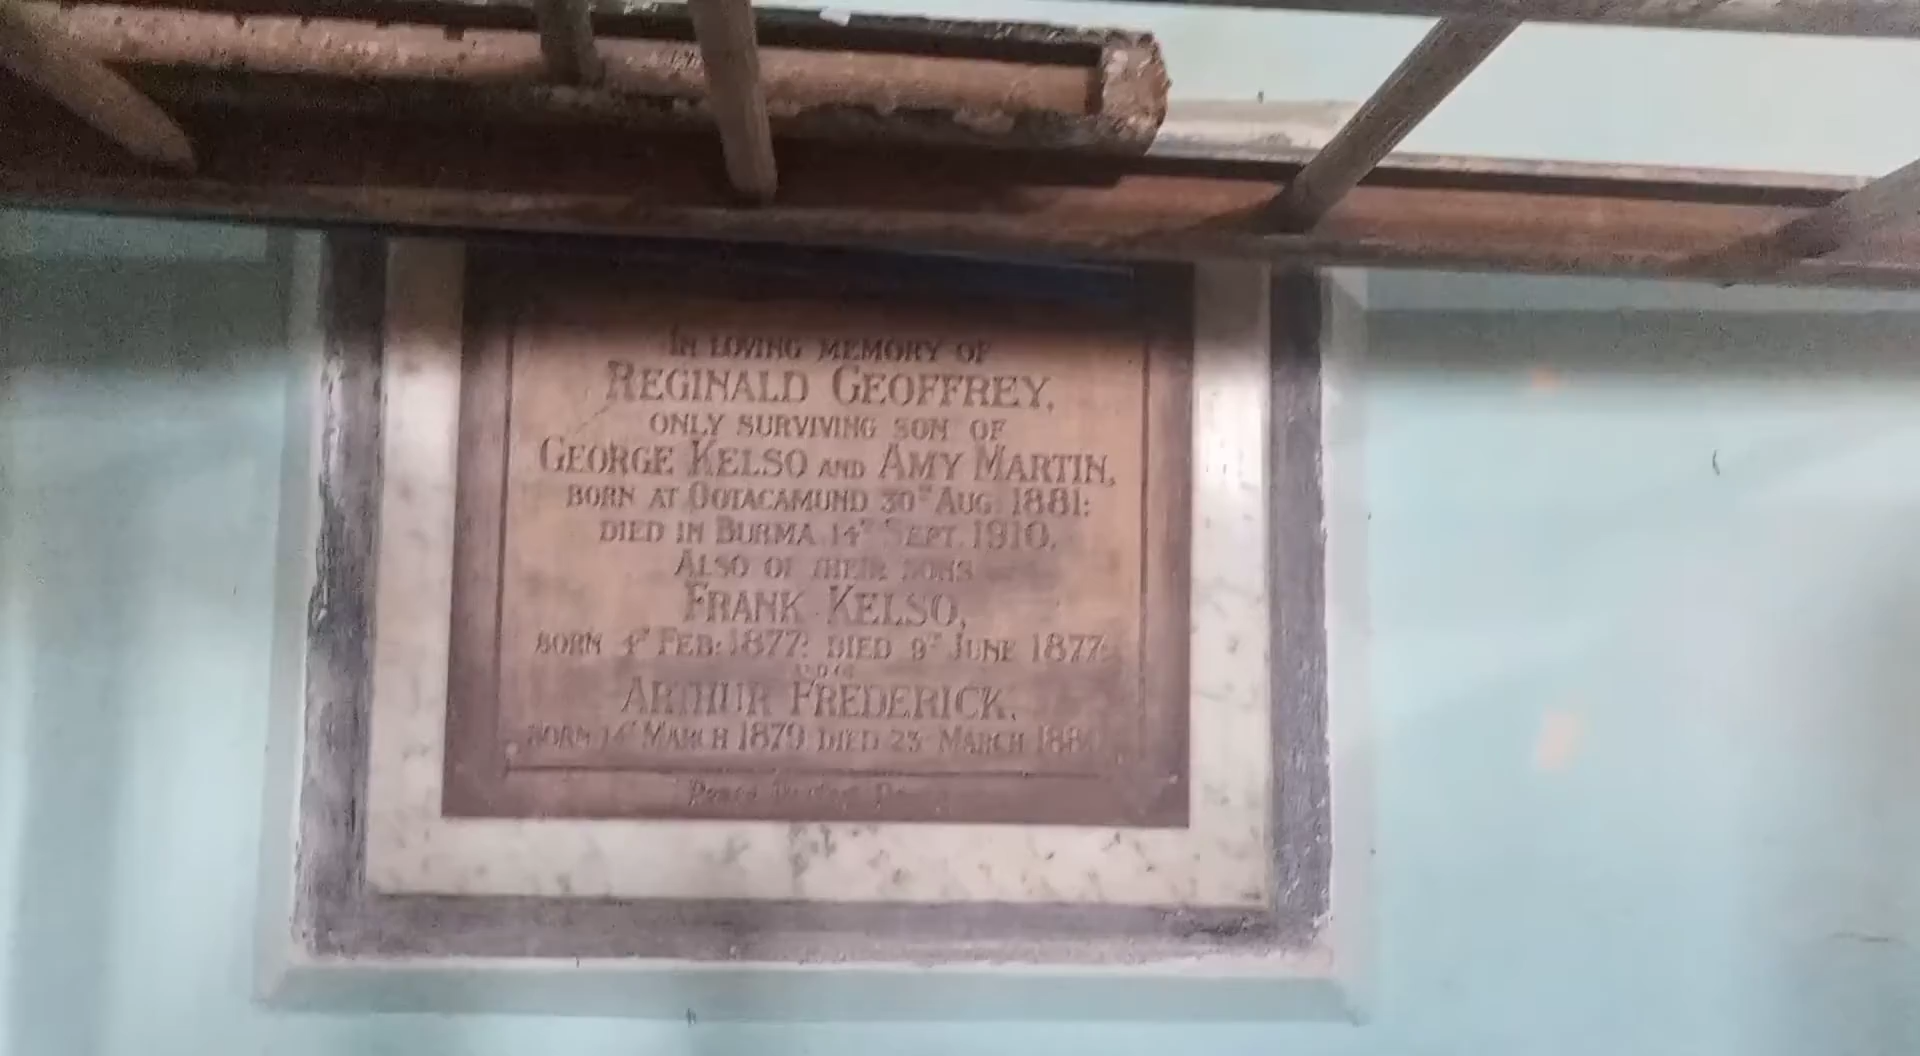 IN LOVING MEMORY OF
REGINALD GEOFFREY,
ONLY SURVIVING SON OF
GEORGE KELSO AND AMY MARTIN,
BORN AT OOTACAMUND 30TH AUG: 1881:
DIED IN BURMA 14TH SEPT. 1910.
ALSO OF THEIR SONS
FRANK KELSO,
BORN 4TH FEB: 1877: DIED 9TH JUNE 1877:
AND OF
ARTHUR FREDERICK,
BORN 14TH MARCH 1879 DIED 23 MARCH